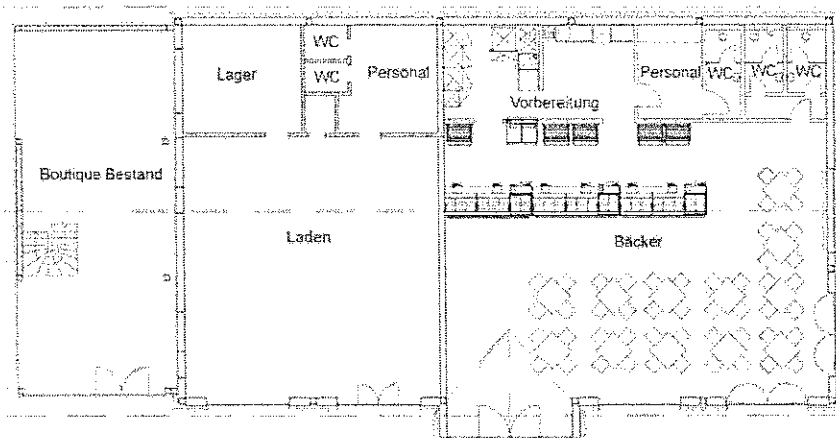 WC
Lager
WC
Personal
Personal
WC
WC
WC
Vorbereitung
Boutique Bestand
Laden
Bäcker